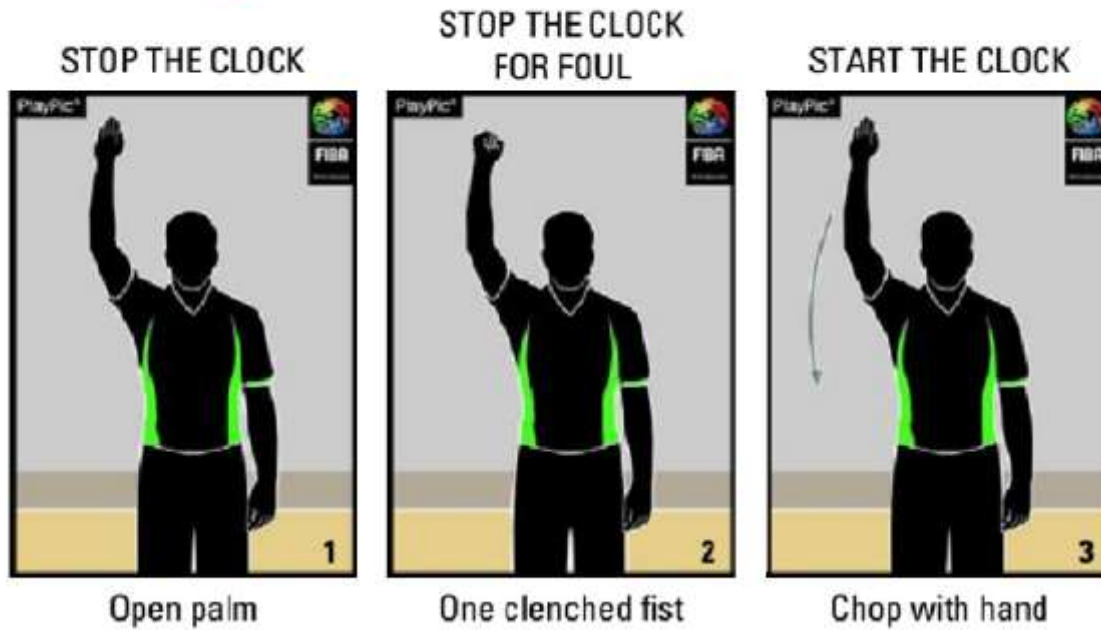 STOP THE CLOCK
PlayPic®
FIBA
1
Open palm
STOP THE CLOCK
FOR FOUL
PlayPic®
FIBA
2
One clenched fist
START THE CLOCK
PlayPic®
FIBA
3
Chop with hand